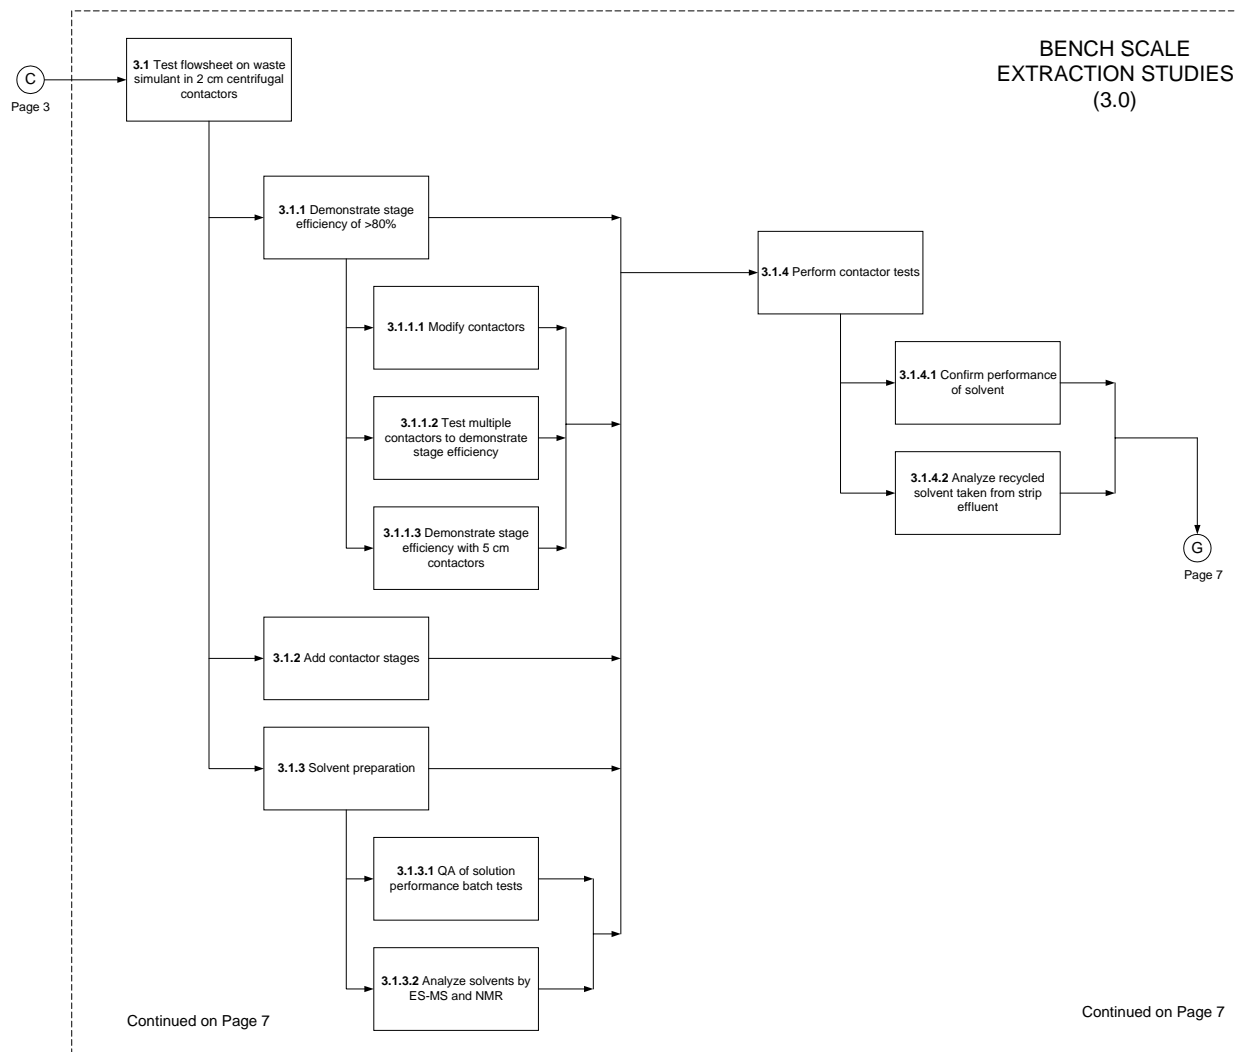 BENCH SCALE
EXTRACTION STUDIES
(3.0)
C
Page 3
3.1 Test flowsheet on waste
simulant in 2 cm centrifugal
contactors
3.1.1 Demonstrate stage
efficiency of >80%
3.1.1.1 Modify contactors
3.1.1.2 Test multiple
contactors to demonstrate
stage efficiency
3.1.1.3 Demonstrate stage
efficiency with 5 cm
contactors
3.1.2 Add contactor stages
3.1.3 Solvent preparation
3.1.3.1 QA of solution
performance batch tests
3.1.3.2 Analyze solvents by
ES-MS and NMR
3.1.4 Perform contactor tests
3.1.4.1 Confirm performance
of solvent
3.1.4.2 Analyze recycled
solvent taken from strip
effluent
G
Page 7
Continued on Page 7
Continued on Page 7